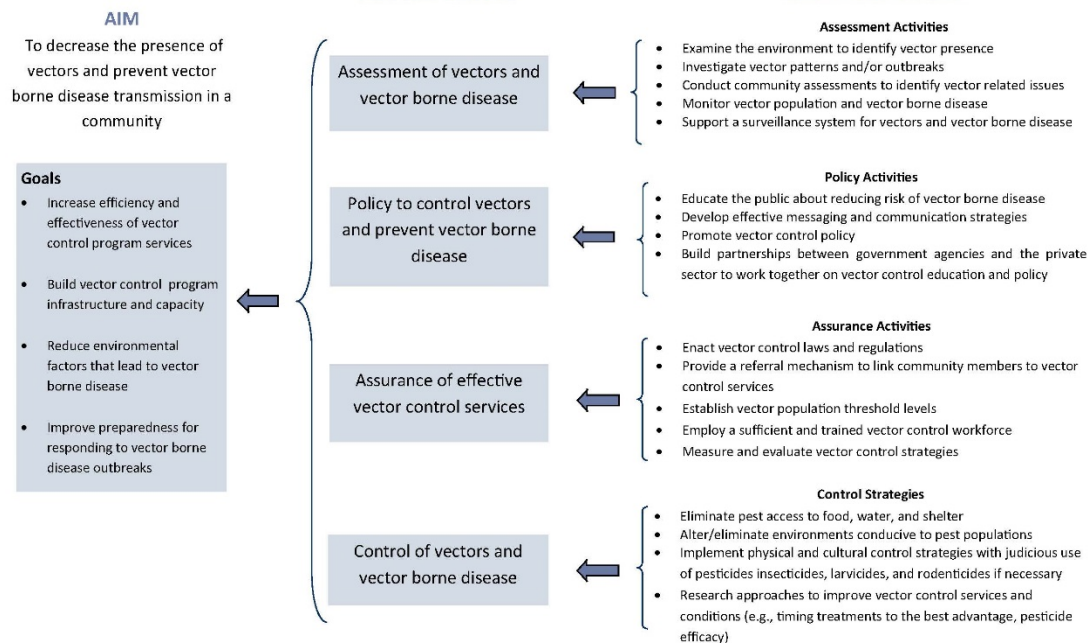 AIM
To decrease the presence of
vectors and prevent vector
borne disease transmission in a
community
Goals
• Increase efficiency and
effectiveness of vector
control program services
• Build vector control program
infrastructure and capacity
• Reduce environmental
factors that lead to vector
borne disease
• Improve preparedness for
responding to vector borne
disease outbreaks
Assessment of vectors and
vector borne disease
Policy to control vectors
and prevent vector borne
disease
Assurance of effective
vector control services
Control of vectors and
vector borne disease
Assessment Activities
• Examine the environment to identify vector presence
• Investigate vector patterns and/or outbreaks
• Conduct community assessments to identify vector related issues
• Monitor vector population and vector borne disease
• Support a surveillance system for vectors and vector borne disease
Policy Activities
• Educate the public about reducing risk of vector borne disease
• Develop effective messaging and communication strategies
• Promote vector control policy
• Build partnerships between government agencies and the private
sector to work together on vector control education and policy
Assurance Activities
• Enact vector control laws and regulations
• Provide a referral mechanism to link community members to vector
control services
• Establish vector population threshold levels
• Employ a sufficient and trained vector control workforce
• Measure and evaluate vector control strategies
Control Strategies
• Eliminate pest access to food, water, and shelter
• Alter/eliminate environments conducive to pest populations
• Implement physical and cultural control strategies with judicious use
of pesticides insecticides, larvicides, and rodenticides if necessary
• Research approaches to improve vector control services and
conditions (e.g., timing treatments to the best advantage, pesticide
efficacy)